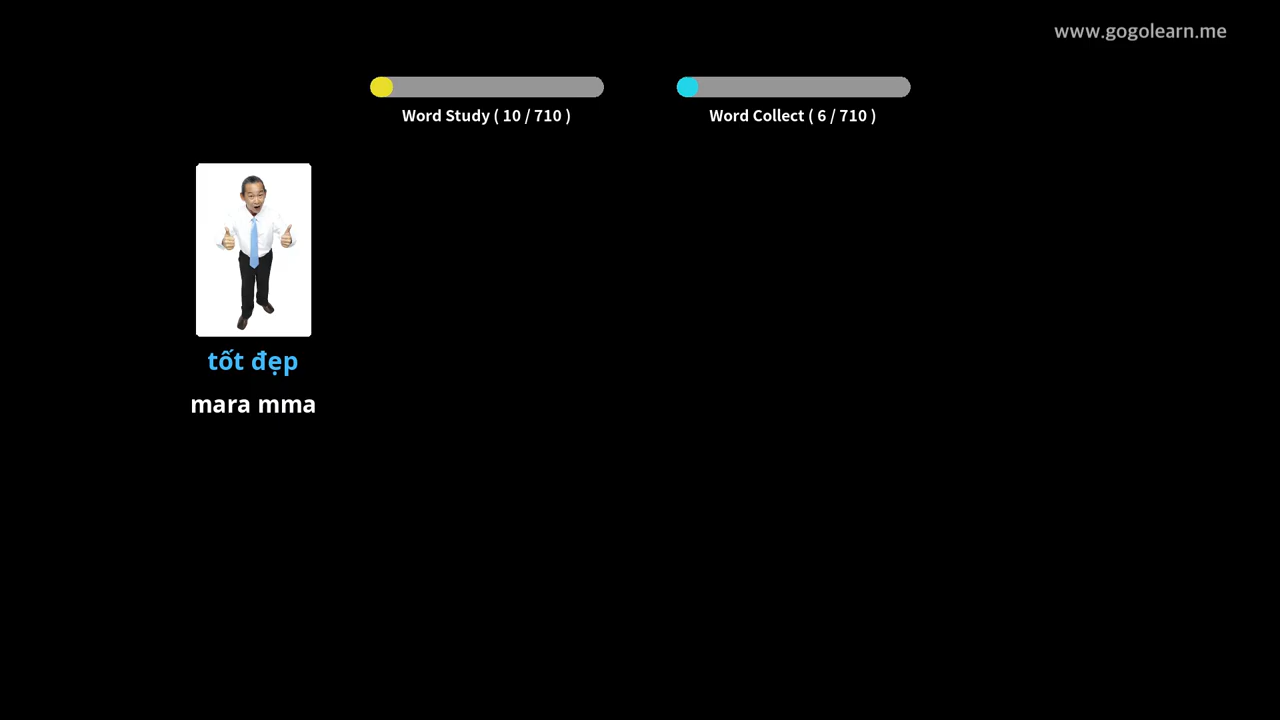 www.gogolearn.me
Word Study ( 10 / 710 )
Word Collect ( 6 / 710 )
tốt đẹp
mara mma